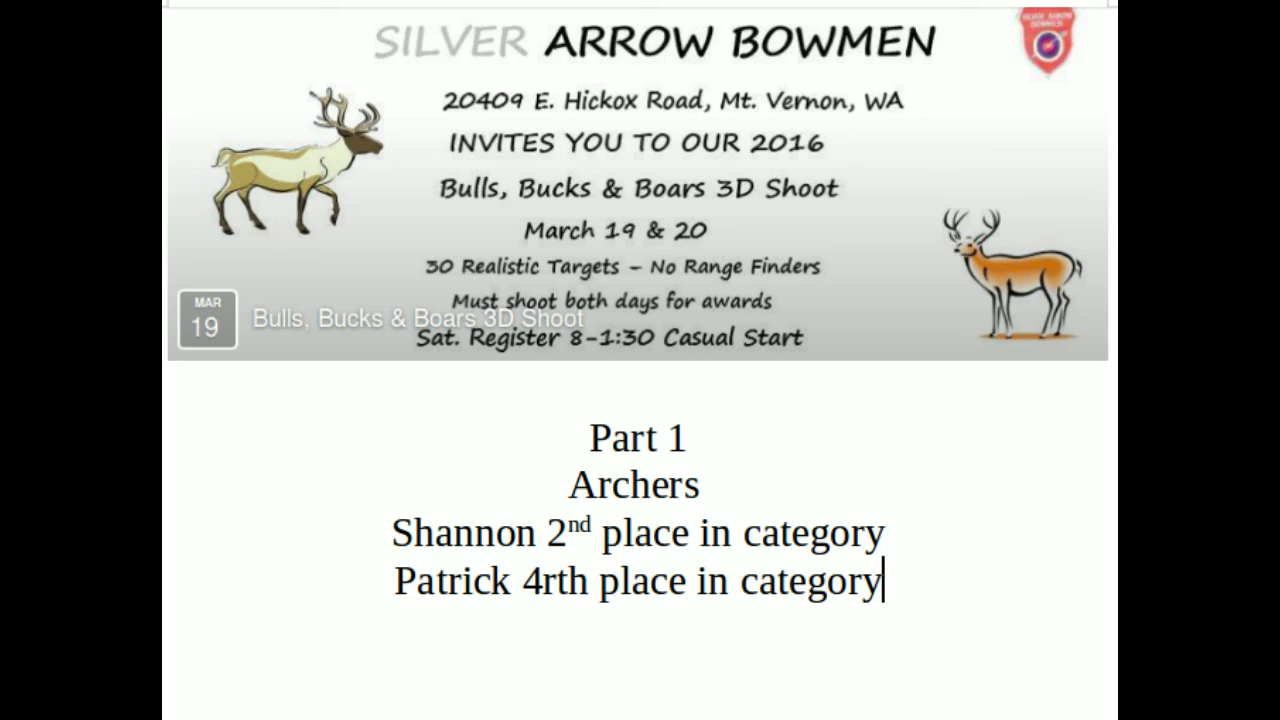 SILVER ARROW BOWMEN
SILVER ARROW
BOWMEN
20409 E. Hickox Road, Mt. Vernon, WA
INVITES YOU TO OUR 2016
Bulls, Bucks & Boars 3D Shoot
March 19 & 20
30 Realistic Targets – No Range Finders
Must shoot both days for awards
MAR
19
Bulls, Bucks & Boars 3D Shoot
Sat. Register 8-1:30 Casual Start
Part 1
Archers
Shannon 2nd place in category
Patrick 4rth place in category